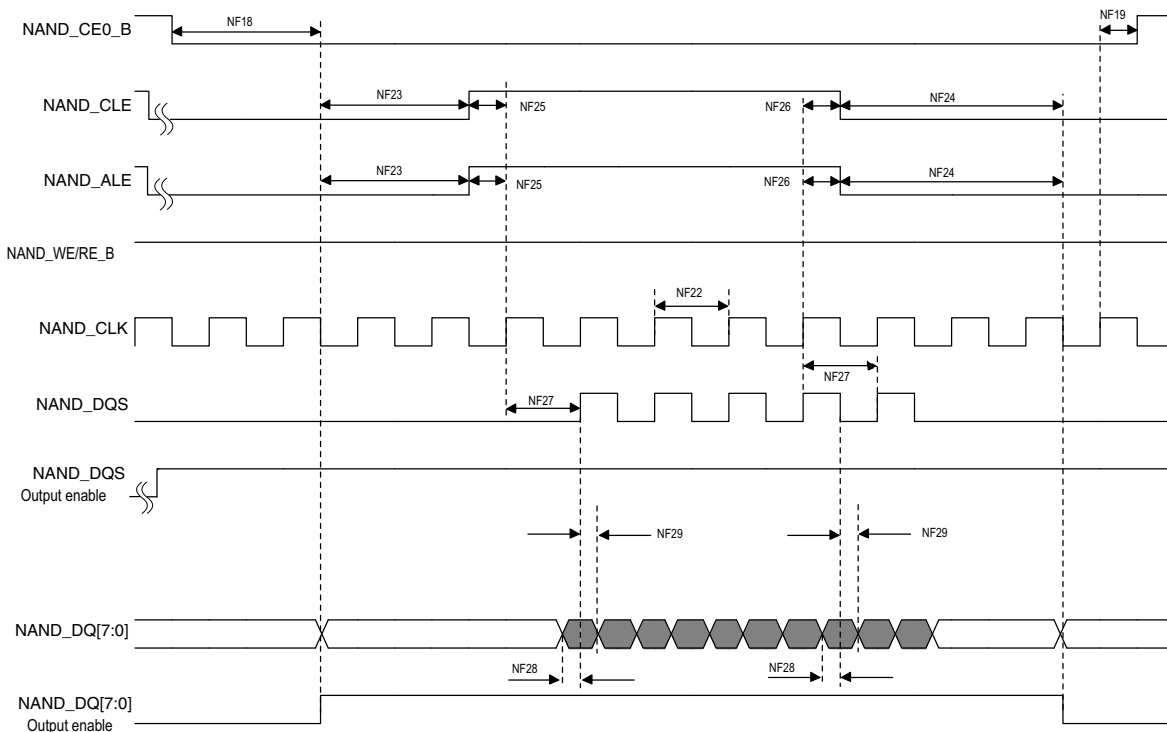 NF18
NF19
NAND_CE0_B
NF23
NF25
NF26
NF24
NAND_CLE
NF23
NF25
NF26
NF24
NAND_ALE
NAND_WE/RE_B
NF22
NAND_CLK
NF27
NF27
NAND_DQS
NAND_DQS
Output enable
NF29
NF29
NAND_DQ[7:0]
NF28
NF28
NAND_DQ[7:0]
Output enable